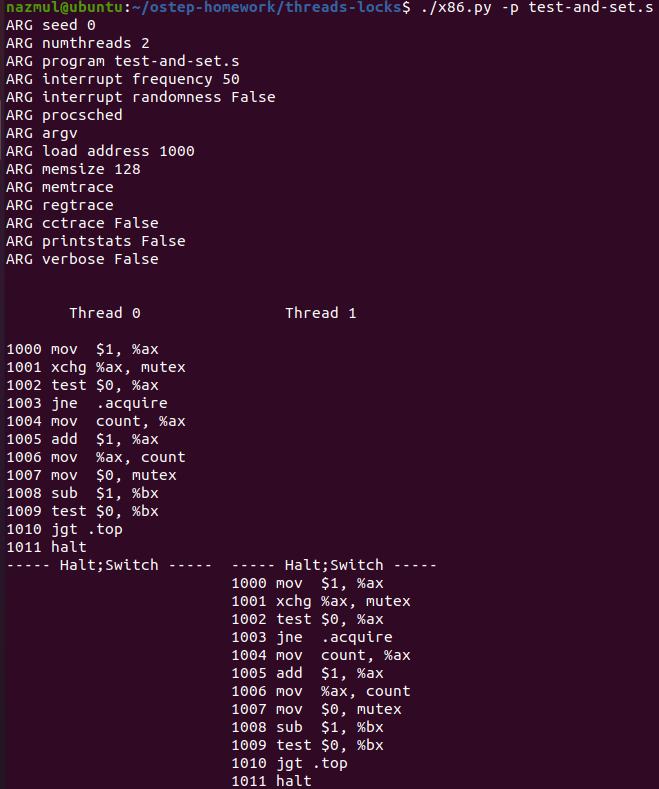 nazmul@ubuntu:~/ostep-homework/threads-locks$ ./x86.py -p test-and-set.s
ARG seed 0
ARG numthreads 2
ARG program test-and-set.s
ARG interrupt frequency 50
ARG interrupt randomness False
ARG procsched
ARG argv
ARG load address 1000
ARG memsize 128
ARG memtrace
ARG regtrace
ARG cctrace False
ARG printstats False
ARG verbose False
Thread 0                Thread 1
1000 mov  $1, %ax
1001 xchg %ax, mutex
1002 test $0, %ax
1003 jne  .acquire
1004 mov  count, %ax
1005 add  $1, %ax
1006 mov  %ax, count
1007 mov  $0, mutex
1008 sub  $1, %bx
1009 test $0, %bx
1010 jgt .top
1011 halt
----- Halt;Switch -----  ----- Halt;Switch -----
1000 mov  $1, %ax
1001 xchg %ax, mutex
1002 test $0, %ax
1003 jne  .acquire
1004 mov  count, %ax
1005 add  $1, %ax
1006 mov  %ax, count
1007 mov  $0, mutex
1008 sub  $1, %bx
1009 test $0, %bx
1010 jgt .top
1011 halt